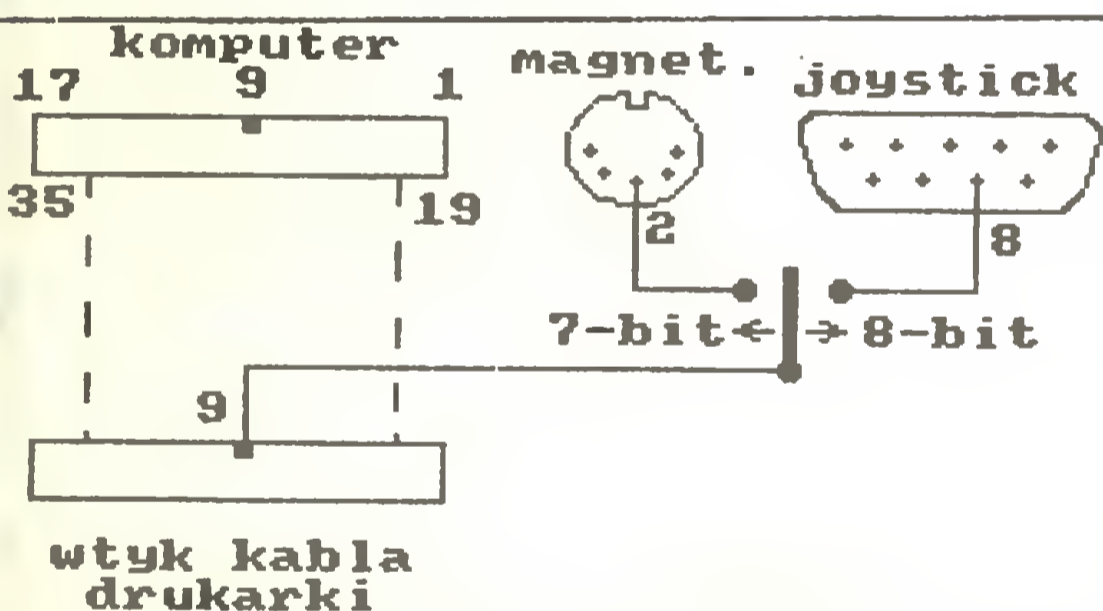 komputer
magnet.
joystick
17 9 1
35 19
2
8
7-bit 8-bit
9
wtyk kabla
drukarki